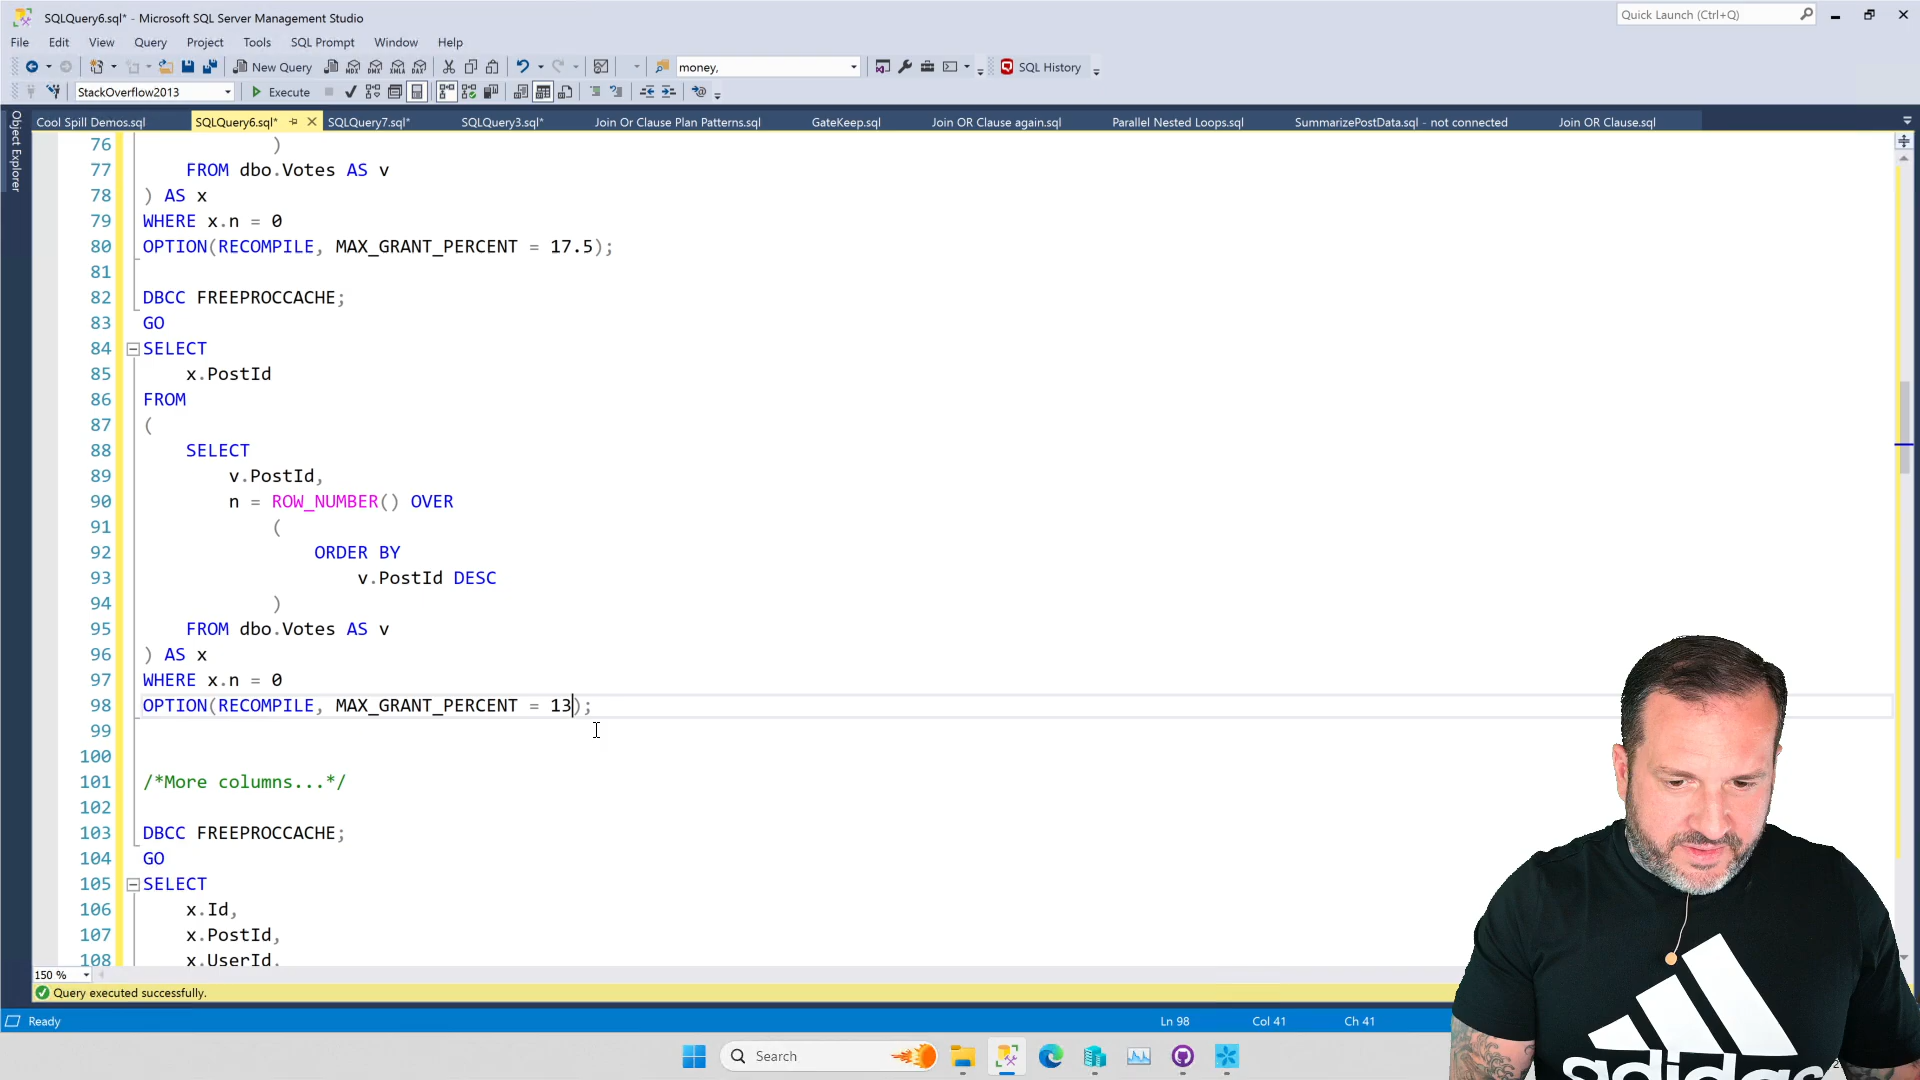 SQLQuery6.sql* - Microsoft SQL Server Management Studio
Quick Launch (Ctrl+Q)
File Edit View Query Project Tools SQL Prompt Window Help
New Query
money,
SQL History
StackOverflow2013
Execute
Cool Spill Demos.sql
SQLQuery6.sql*
SQLQuery7.sql*
SQLQuery3.sql*
Join Or Clause Plan Patterns.sql
GateKeep.sql
Join OR Clause again.sql
Parallel Nested Loops.sql
SummarizePostData.sql - not connected
Join OR Clause.sql
Object Explorer
76 )
77 FROM dbo.Votes AS v
78 ) AS x
79 WHERE x.n = 0
80 OPTION(RECOMPILE, MAX_GRANT_PERCENT = 17.5);
81
82 DBCC FREEPROCCACHE;
83 GO
84 SELECT
85 x.PostId
86 FROM
87 (
88 SELECT
89 v.PostId,
90 n = ROW_NUMBER() OVER
91 (
92 ORDER BY
93 v.PostId DESC
94 )
95 FROM dbo.Votes AS v
96 ) AS x
97 WHERE x.n = 0
98 OPTION(RECOMPILE, MAX_GRANT_PERCENT = 13);
99
100
101 /*More columns...*/
102
103 DBCC FREEPROCCACHE;
104 GO
105 SELECT
106 x.Id,
107 x.PostId,
108 x.UserId,
150 %
Query executed successfully.
Ready
Ln 98
Col 41
Ch 41
Search
adidas